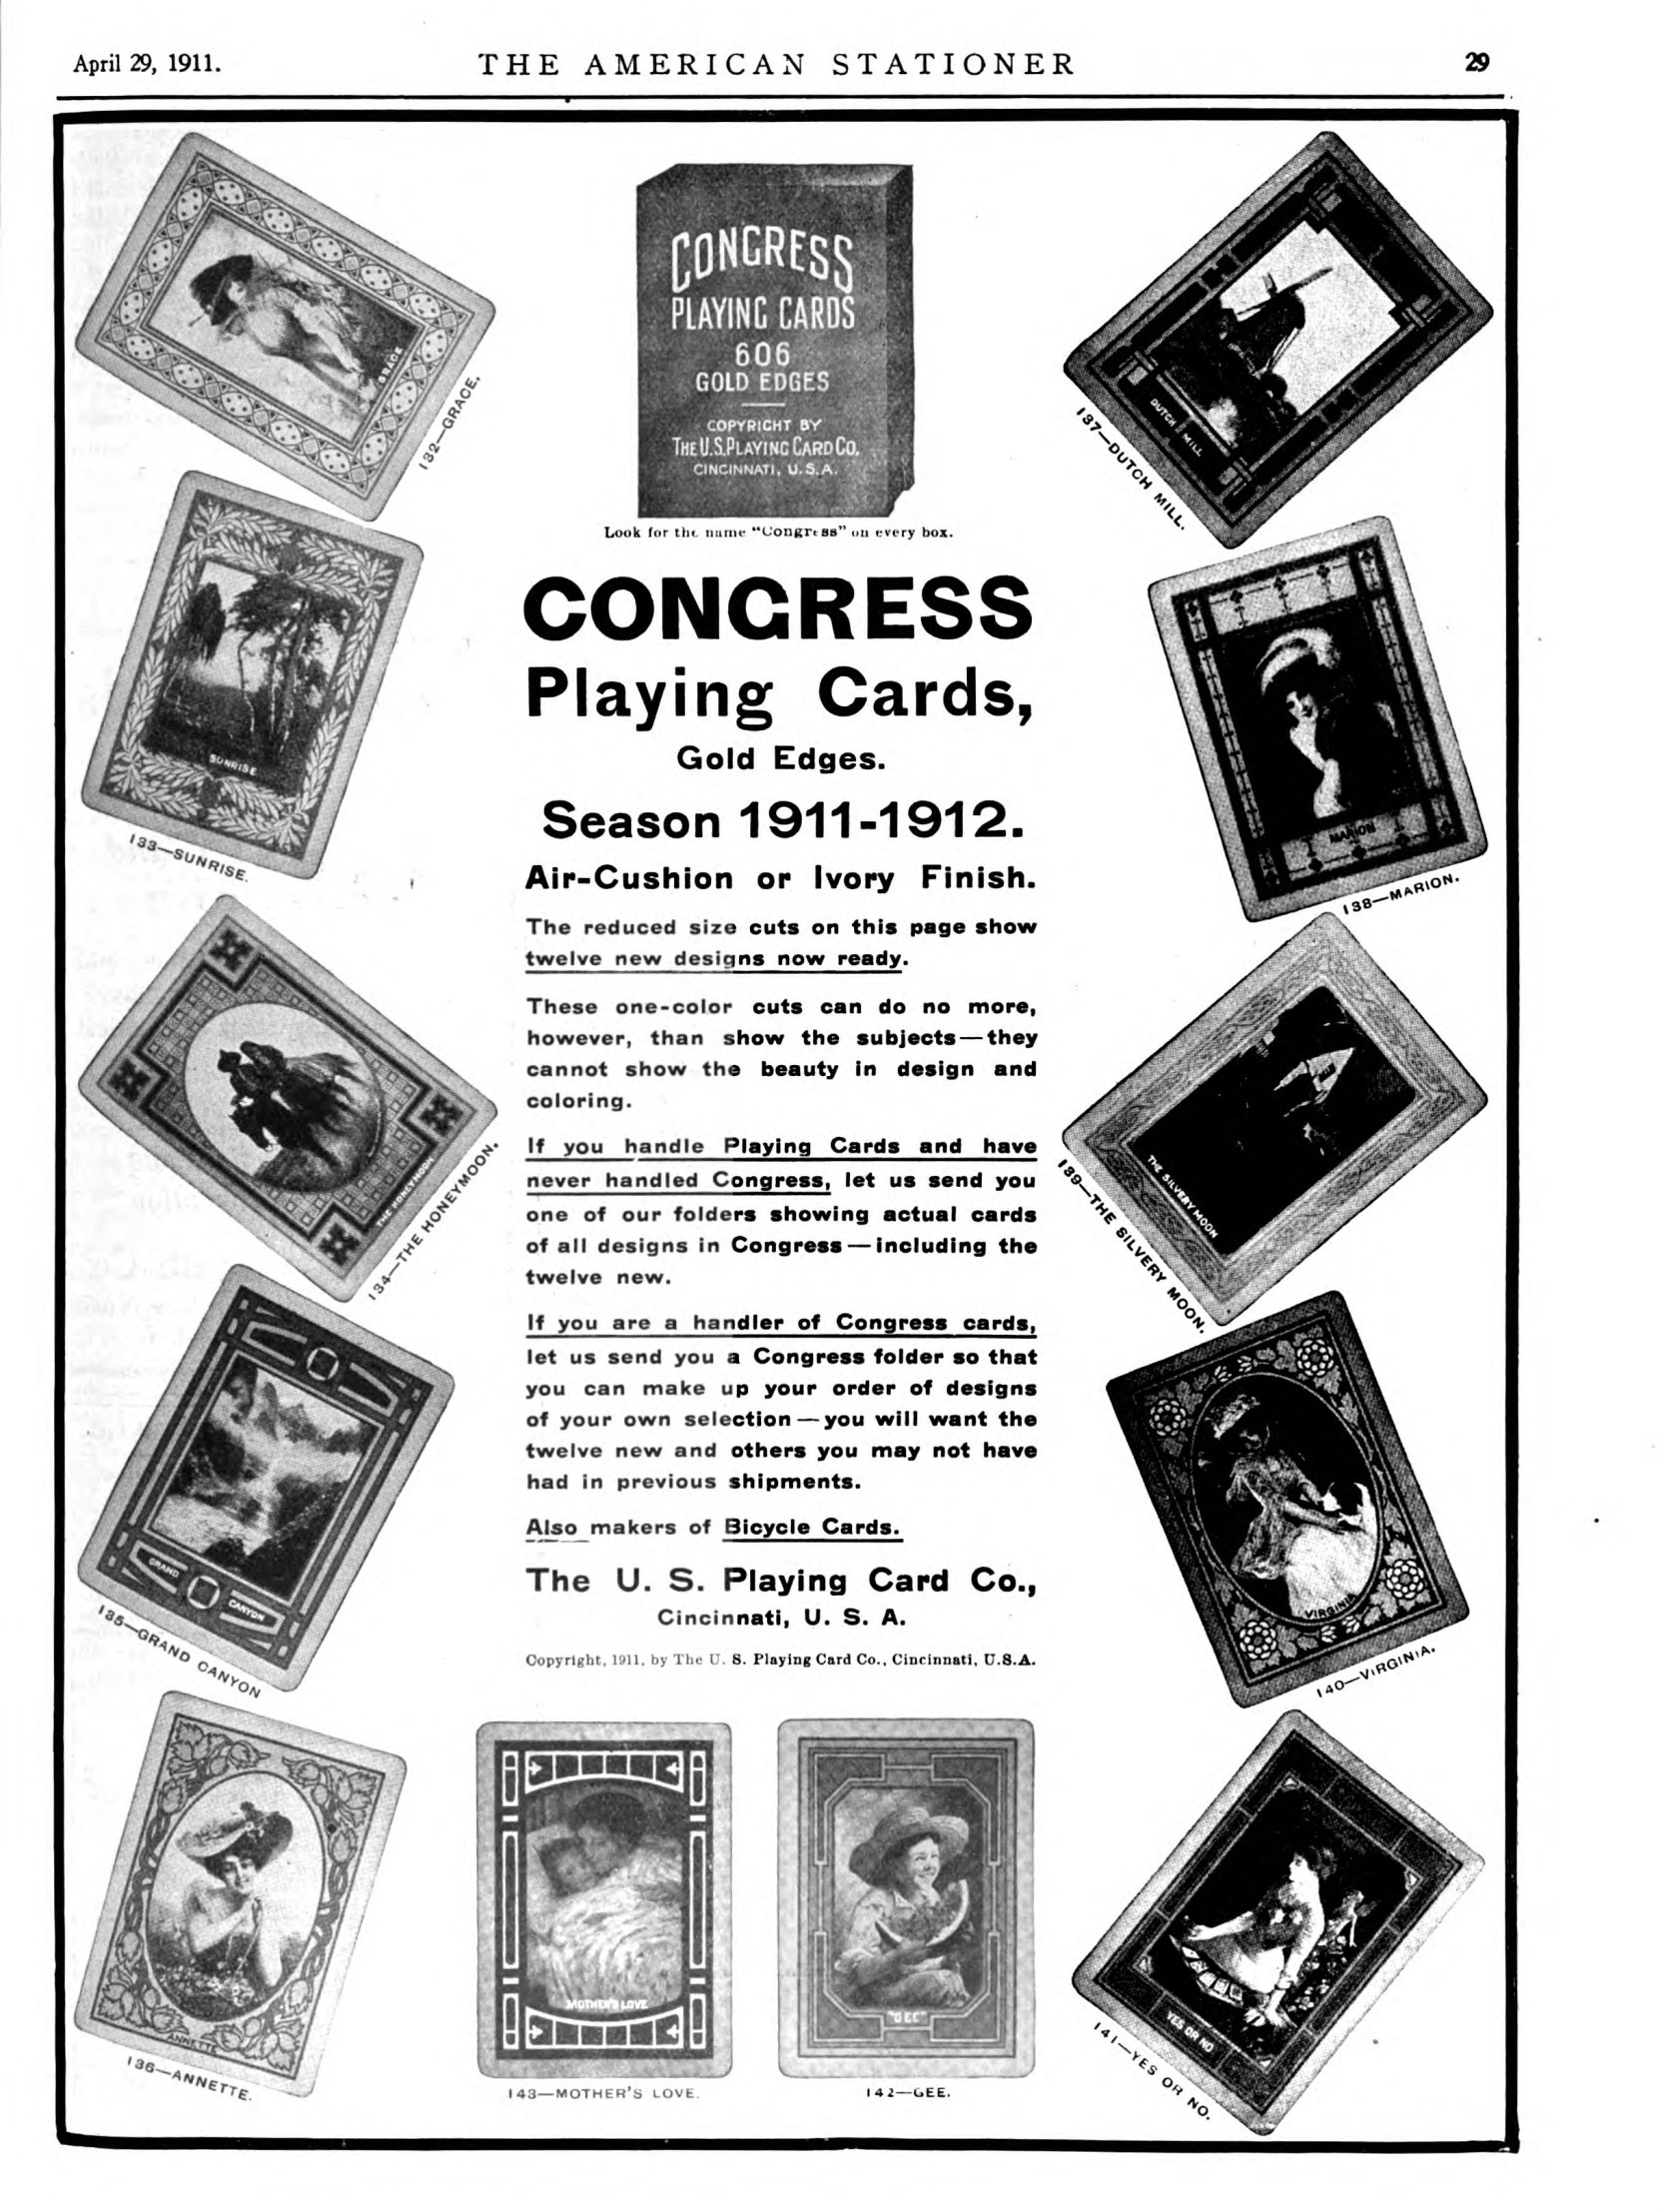 April 29, 1911.
THE AMERICAN STATIONER
29
CONGRESS
PLAYING CARDS
606
GOLD EDGES
COPYRIGHT BY
THE U.S. PLAYING CARD CO.
CINCINNATI, U.S.A.
Look for the name "Congress" on every box.
CONGRESS
Playing Cards,
Gold Edges.
Season 1911-1912.
Air-Cushion or Ivory Finish.
The reduced size cuts on this page show
twelve new designs now ready.
These one-color cuts can do no more,
however, than show the subjects—they
cannot show the beauty in design and
coloring.
If you handle Playing Cards and have
never handled Congress, let us send you
one of our folders showing actual cards
of all designs in Congress—including the
twelve new.
If you are a handler of Congress cards,
let us send you a Congress folder so that
you can make up your order of designs
of your own selection—you will want the
twelve new and others you may not have
had in previous shipments.
Also makers of Bicycle Cards.
The U. S. Playing Card Co.,
Cincinnati, U. S. A.
Copyright, 1911, by The U. S. Playing Card Co., Cincinnati, U.S.A.
GRACE
132—GRACE.
SUNRISE
133—SUNRISE.
THE HONEYMOON
134—THE HONEYMOON.
GRAND CANYON
135—GRAND CANYON
ANNETTE
136—ANNETTE.
MOTHER'S LOVE
143—MOTHER'S LOVE.
"GEE"
142—GEE.
DUTCH MILL
137—DUTCH MILL.
MARION
138—MARION.
THE SILVERY MOON
139—THE SILVERY MOON.
VIRGINIA
140—VIRGINIA.
YES OR NO
141—YES OR NO.